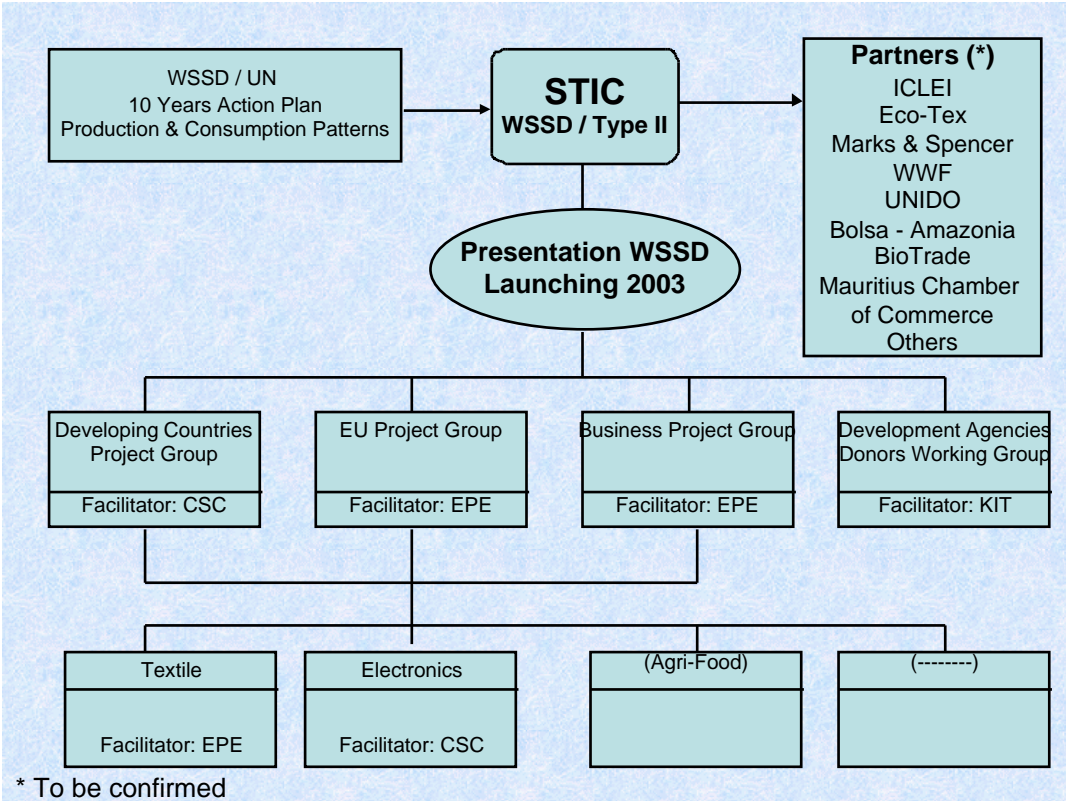 WSSD / UN
10 Years Action Plan
Production & Consumption Patterns
STIC
WSSD / Type II
Partners (*)
ICLEI
Eco-Tex
Marks & Spencer
WWF
UNIDO
Bolsa - Amazonia
BioTrade
Mauritius Chamber
of Commerce
Others
Presentation WSSD
Launching 2003
Developing Countries
Project Group
Facilitator: CSC
EU Project Group
Facilitator: EPE
Business Project Group
Facilitator: EPE
Development Agencies
Donors Working Group
Facilitator: KIT
Textile
Facilitator: EPE
Electronics
Facilitator: CSC
(Agri-Food)
(--------)
* To be confirmed